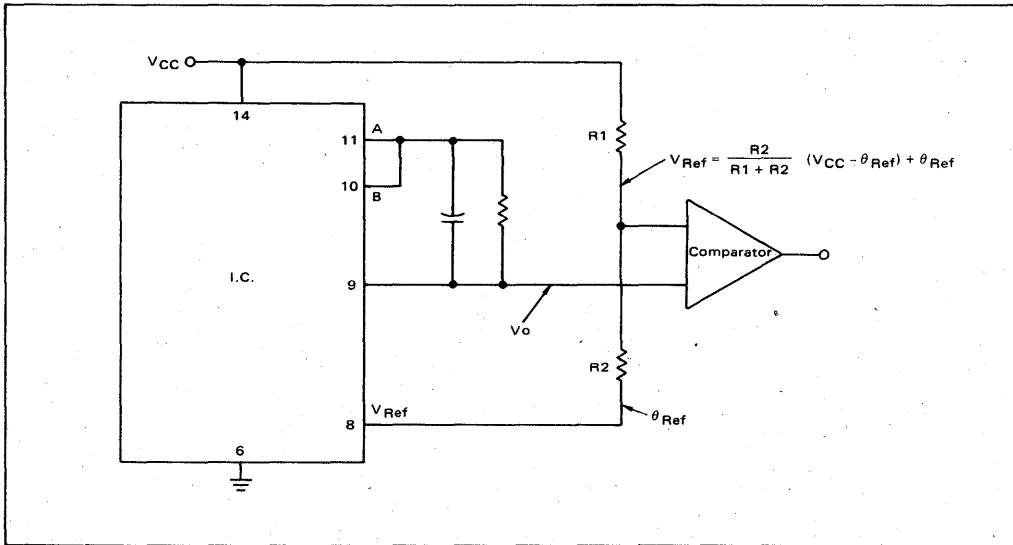 VCC
14
11 A
10
B
I.C.
9
Vo
8 VRef
6
R1
VRef = R2 / (R1 + R2) (VCC - θRef) + θRef
Comparator
R2
θRef